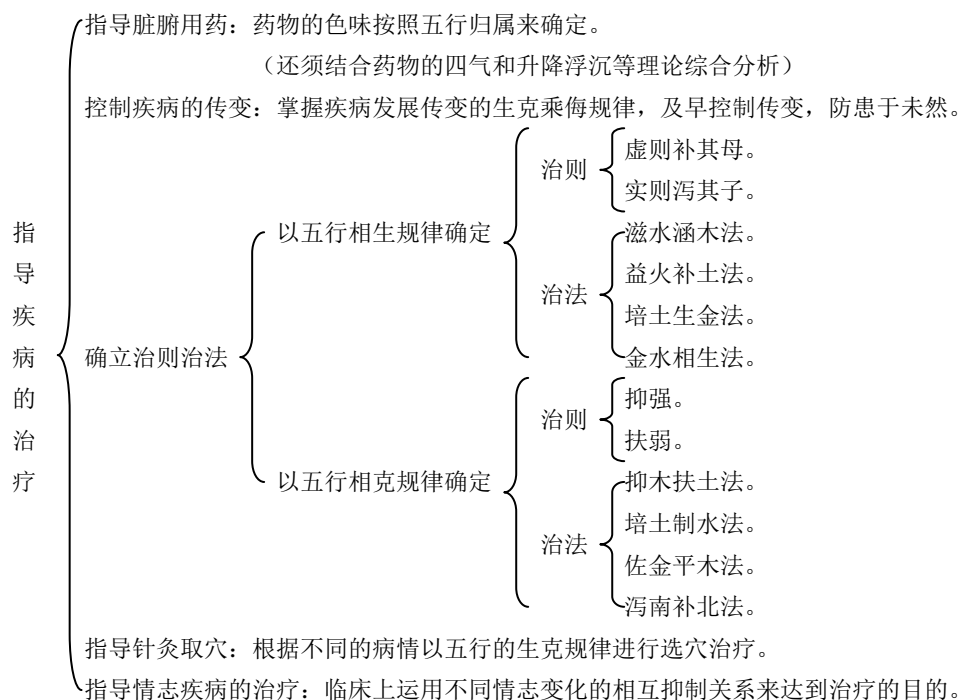 指导疾病的治疗
指导脏腑用药：药物的色味按照五行归属来确定。
（还须结合药物的四气和升降浮沉等理论综合分析）
控制疾病的传变：掌握疾病发展传变的生克乘侮规律，及早控制传变，防患于未然。
确立治则治法
以五行相生规律确定
治则
虚则补其母。
实则泻其子。
治法
滋水涵木法。
益火补土法。
培土生金法。
金水相生法。
以五行相克规律确定
治则
抑强。
扶弱。
治法
抑木扶土法。
培土制水法。
佐金平木法。
泻南补北法。
指导针灸取穴：根据不同的病情以五行的生克规律进行选穴治疗。
指导情志疾病的治疗：临床上运用不同情志变化的相互抑制关系来达到治疗的目的。